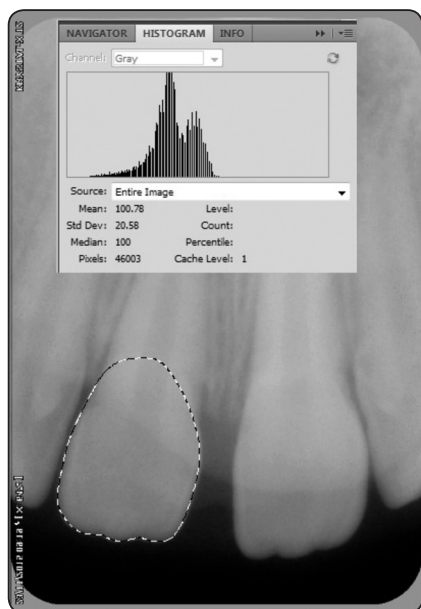 NAVIGATOR HISTOGRAM INFO
Channel: Gray
Source: Entire Image
Mean: 100.78 Level:
Std Dev: 20.58 Count:
Median: 100 Percentile:
Pixels: 46003 Cache Level: 1